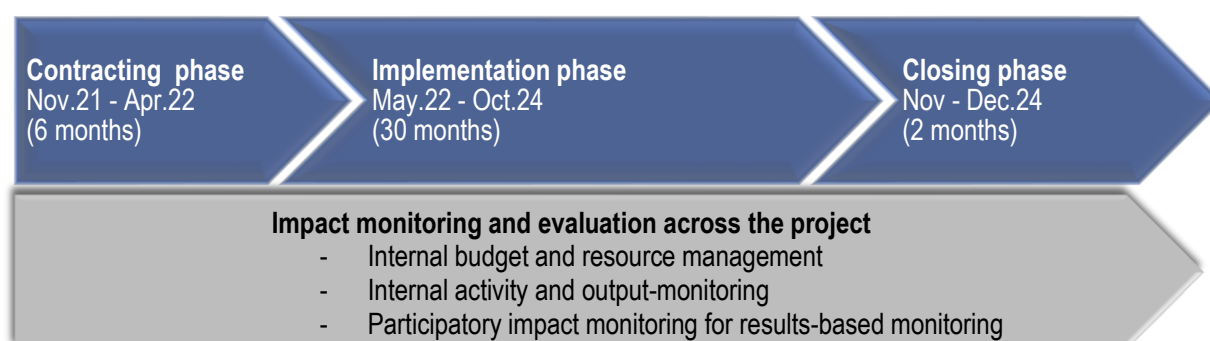 Contracting phase
Nov.21 - Apr.22
(6 months)
Implementation phase
May.22 - Oct.24
(30 months)
Closing phase
Nov - Dec.24
(2 months)
Impact monitoring and evaluation across the project
- Internal budget and resource management
- Internal activity and output-monitoring
- Participatory impact monitoring for results-based monitoring